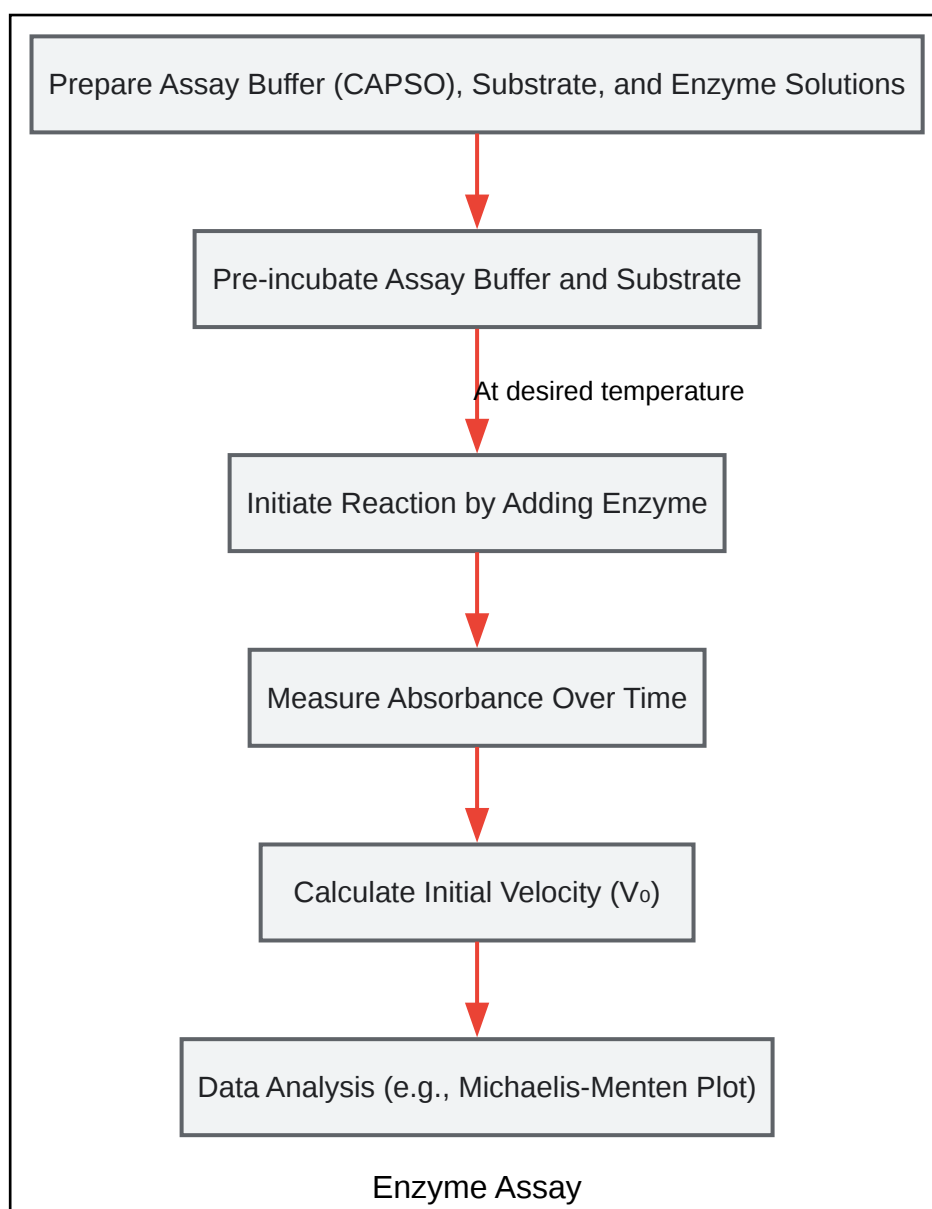 Prepare Assay Buffer (CAPSO), Substrate, and Enzyme Solutions
Pre-incubate Assay Buffer and Substrate
At desired temperature
Initiate Reaction by Adding Enzyme
Measure Absorbance Over Time
Calculate Initial Velocity (V₀)
Data Analysis (e.g., Michaelis-Menten Plot)
Enzyme Assay